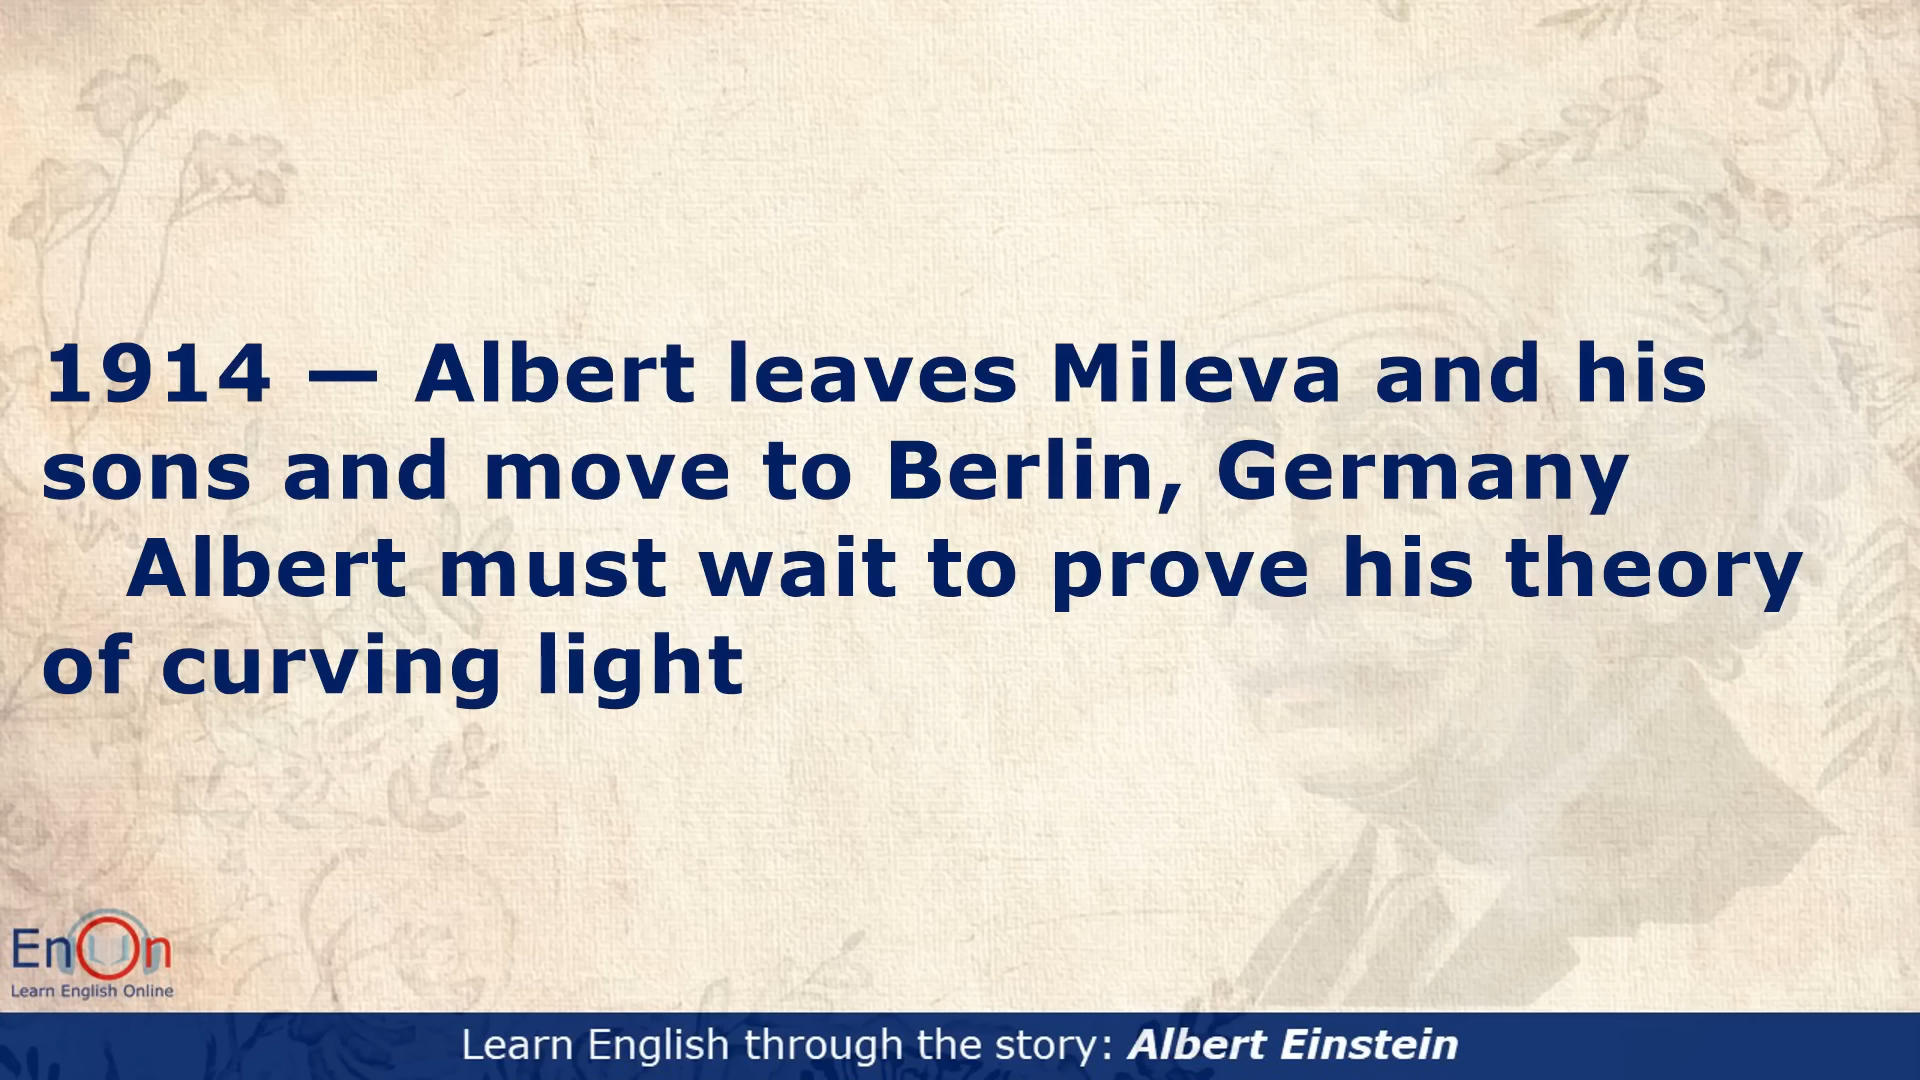 1914 — Albert leaves Mileva and his
sons and move to Berlin, Germany
Albert must wait to prove his theory
of curving light
EnOn
Learn English Online
Learn English through the story: Albert Einstein